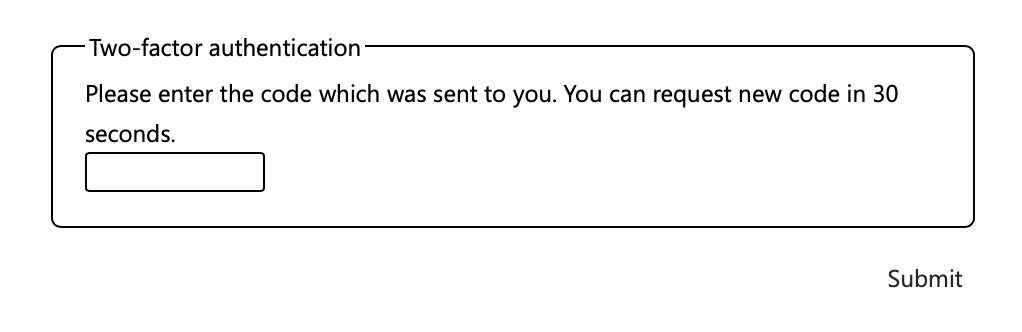 Two-factor authentication
Please enter the code which was sent to you. You can request new code in 30
seconds.
Submit